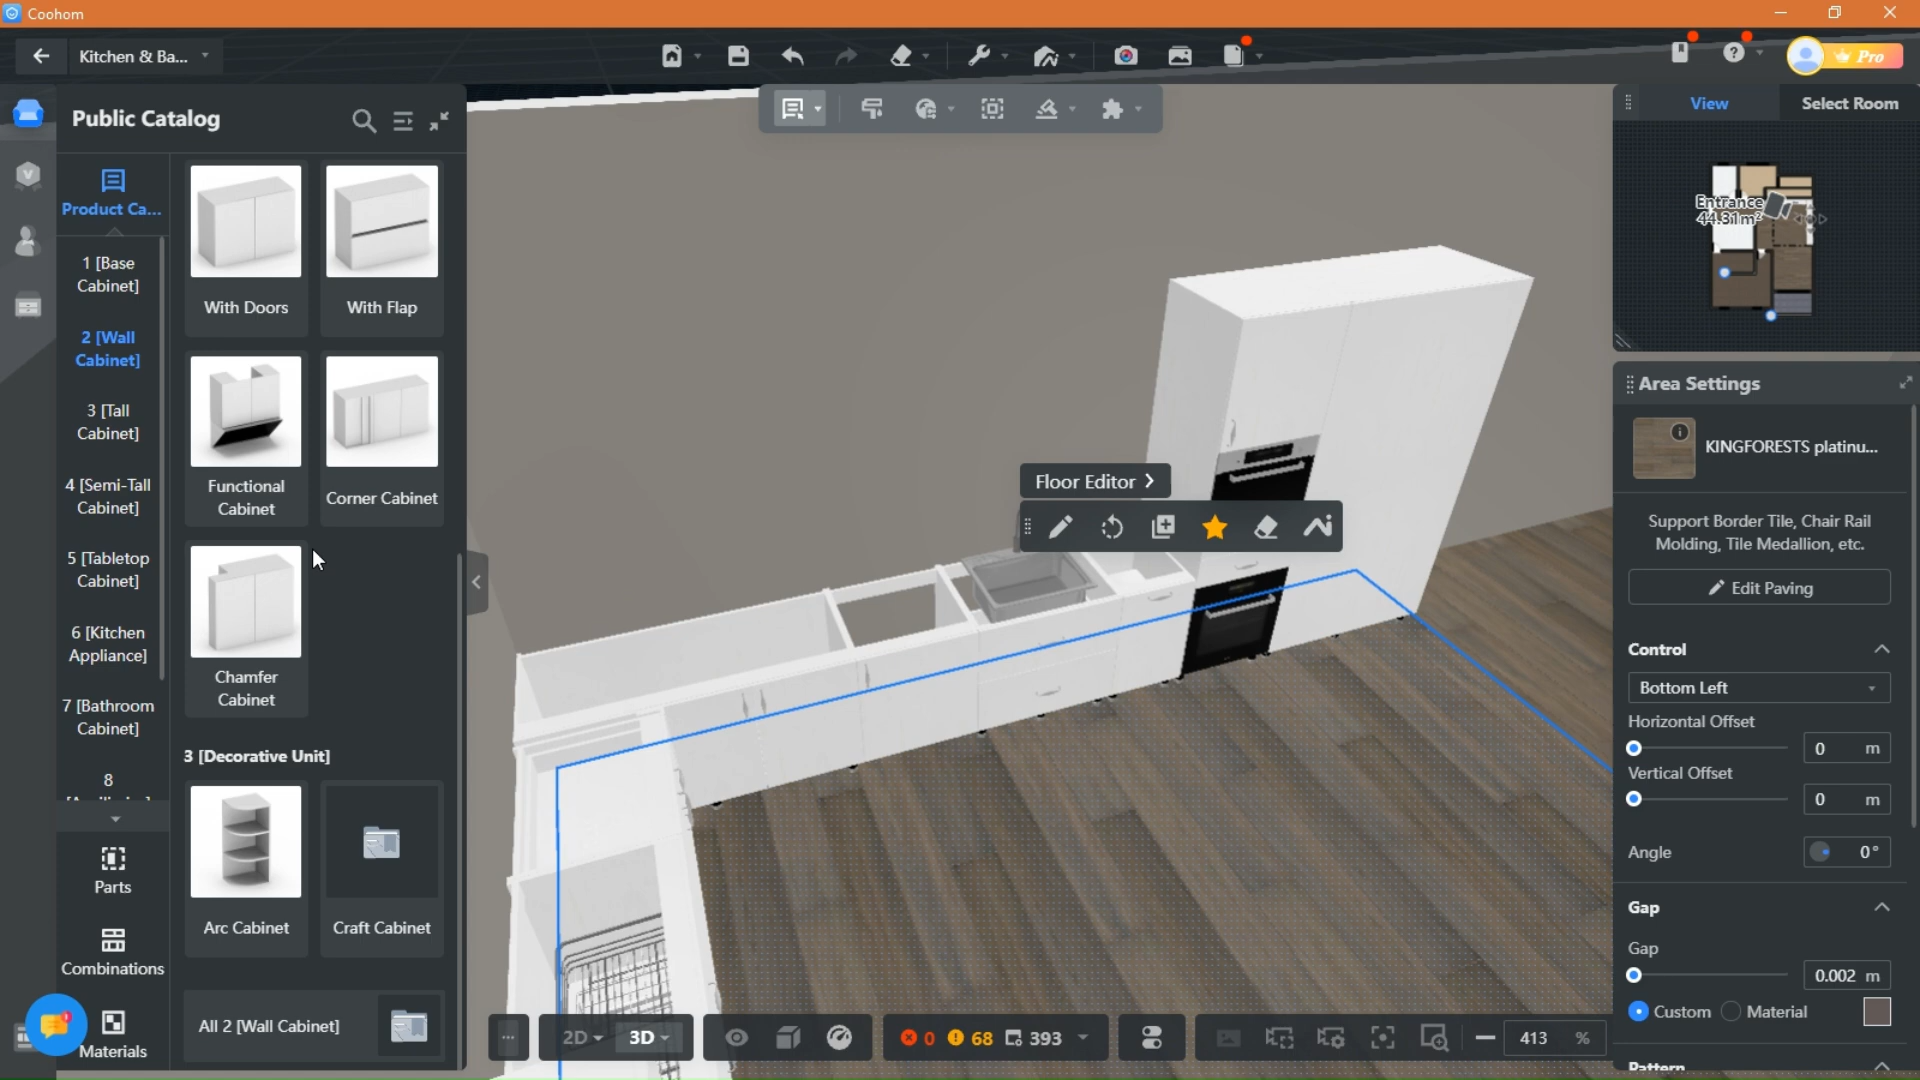 Coohom
Kitchen & Ba...
Pro
Public Catalog
Product Ca...
1 [Base
Cabinet]
2 [Wall
Cabinet]
3 [Tall
Cabinet]
4 [Semi-Tall
Cabinet]
5 [Tabletop
Cabinet]
6 [Kitchen
Appliance]
7 [Bathroom
Cabinet]
8
Parts
Combinations
Materials
With Doors
With Flap
Functional
Cabinet
Corner Cabinet
Chamfer
Cabinet
3 [Decorative Unit]
Arc Cabinet
Craft Cabinet
All 2 [Wall Cabinet]
Floor Editor
2D
3D
0
68
393
413 %
View
Select Room
Entrance
44.31m²
Area Settings
KINGFORESTS platinu...
Support Border Tile, Chair Rail
Molding, Tile Medallion, etc.
Edit Paving
Control
Bottom Left
Horizontal Offset
0 m
Vertical Offset
0 m
Angle
0°
Gap
Gap
0.002 m
Custom
Material
Pattern